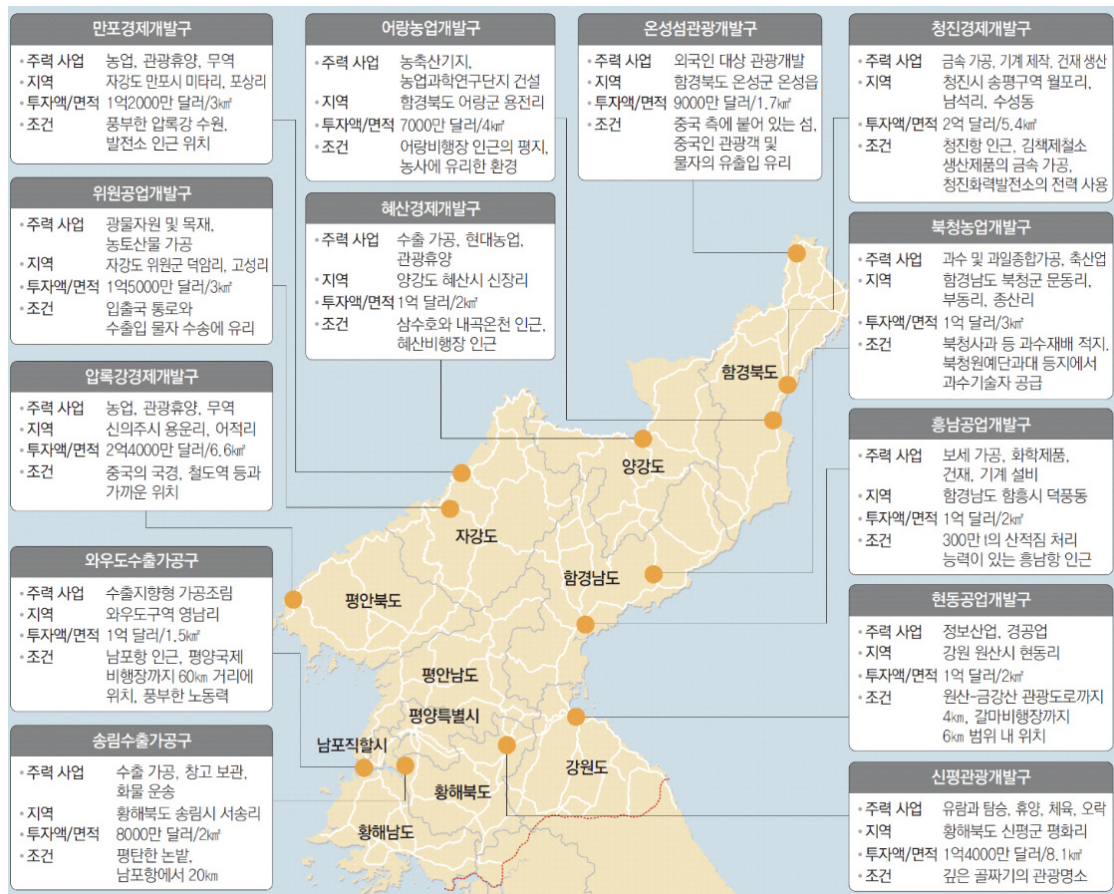 만포경제개발구
• 주력 사업 농업, 관광휴양, 무역
• 지역 자강도 만포시 미타리, 포상리
• 투자액/면적 1억2000만 달러/3㎢
• 조건 풍부한 압록강 수원,
발전소 인근 위치
어랑농업개발구
• 주력 사업 농축산기지,
농업과학연구단지 건설
• 지역 함경북도 어랑군 용전리
• 투자액/면적 7000만 달러/4㎢
• 조건 어랑비행장 인근의 평지,
농사에 유리한 환경
온성섬관광개발구
• 주력 사업 외국인 대상 관광개발
• 지역 함경북도 온성군 온성읍
• 투자액/면적 9000만 달러/1.7㎢
• 조건 중국 측에 붙어 있는 섬,
중국인 관광객 및
물자의 유출입 유리
청진경제개발구
• 주력 사업 금속 가공, 기계 제작, 건재 생산
• 지역 청진시 송평구역 월포리,
남석리, 수성동
• 투자액/면적 2억 달러/5.4㎢
• 조건 청진항 인근, 김책제철소
생산제품의 금속 가공,
청진화력발전소의 전력 사용
위원공업개발구
• 주력 사업 광물자원 및 목재,
농토산물 가공
• 지역 자강도 위원군 덕암리, 고성리
• 투자액/면적 1억5000만 달러/3㎢
• 조건 입출국 통로와
수출입 물자 수송에 유리
혜산경제개발구
• 주력 사업 수출 가공, 현대농업,
관광휴양
• 지역 양강도 혜산시 신장리
• 투자액/면적 1억 달러/2㎢
• 조건 삼수호와 내곡온천 인근,
혜산비행장 인근
북청농업개발구
• 주력 사업 과수 및 과일종합가공, 축산업
• 지역 함경남도 북청군 문동리,
부동리, 종산리
• 투자액/면적 1억 달러/3㎢
• 조건 북청사과 등 과수재배 적지,
북청원예단과대 등지에서
과수기술자 공급
압록강경제개발구
• 주력 사업 농업, 관광휴양, 무역
• 지역 신의주시 용운리, 어적리
• 투자액/면적 2억4000만 달러/6.6㎢
• 조건 중국의 국경, 철도역 등과
가까운 위치
흥남공업개발구
• 주력 사업 보세 가공, 화학제품,
건재, 기계 설비
• 지역 함경남도 함흥시 덕풍동
• 투자액/면적 1억 달러/2㎢
• 조건 300만 t의 산적짐 처리
능력이 있는 흥남항 인근
와우도수출가공구
• 주력 사업 수출지향형 가공조림
• 지역 와우도구역 영남리
• 투자액/면적 1억 달러/1.5㎢
• 조건 남포항 인근, 평양국제
비행장까지 60㎞ 거리에
위치, 풍부한 노동력
현동공업개발구
• 주력 사업 정보산업, 경공업
• 지역 강원 원산시 현동리
• 투자액/면적 1억 달러/2㎢
• 조건 원산-금강산 관광도로까지
4㎞, 갈마비행장까지
6㎞ 범위 내 위치
송림수출가공구
• 주력 사업 수출 가공, 창고 보관,
화물 운송
• 지역 황해북도 송림시 서송리
• 투자액/면적 8000만 달러/2㎢
• 조건 평탄한 논밭,
남포항에서 20㎞
신평관광개발구
• 주력 사업 유람과 탐승, 휴양, 체육, 오락
• 지역 황해북도 신평군 평화리
• 투자액/면적 1억4000만 달러/8.1㎢
• 조건 깊은 골짜기의 관광명소
함경북도
양강도
자강도
함경남도
평안북도
평안남도
평양특별시
남포직할시
강원도
황해북도
황해남도